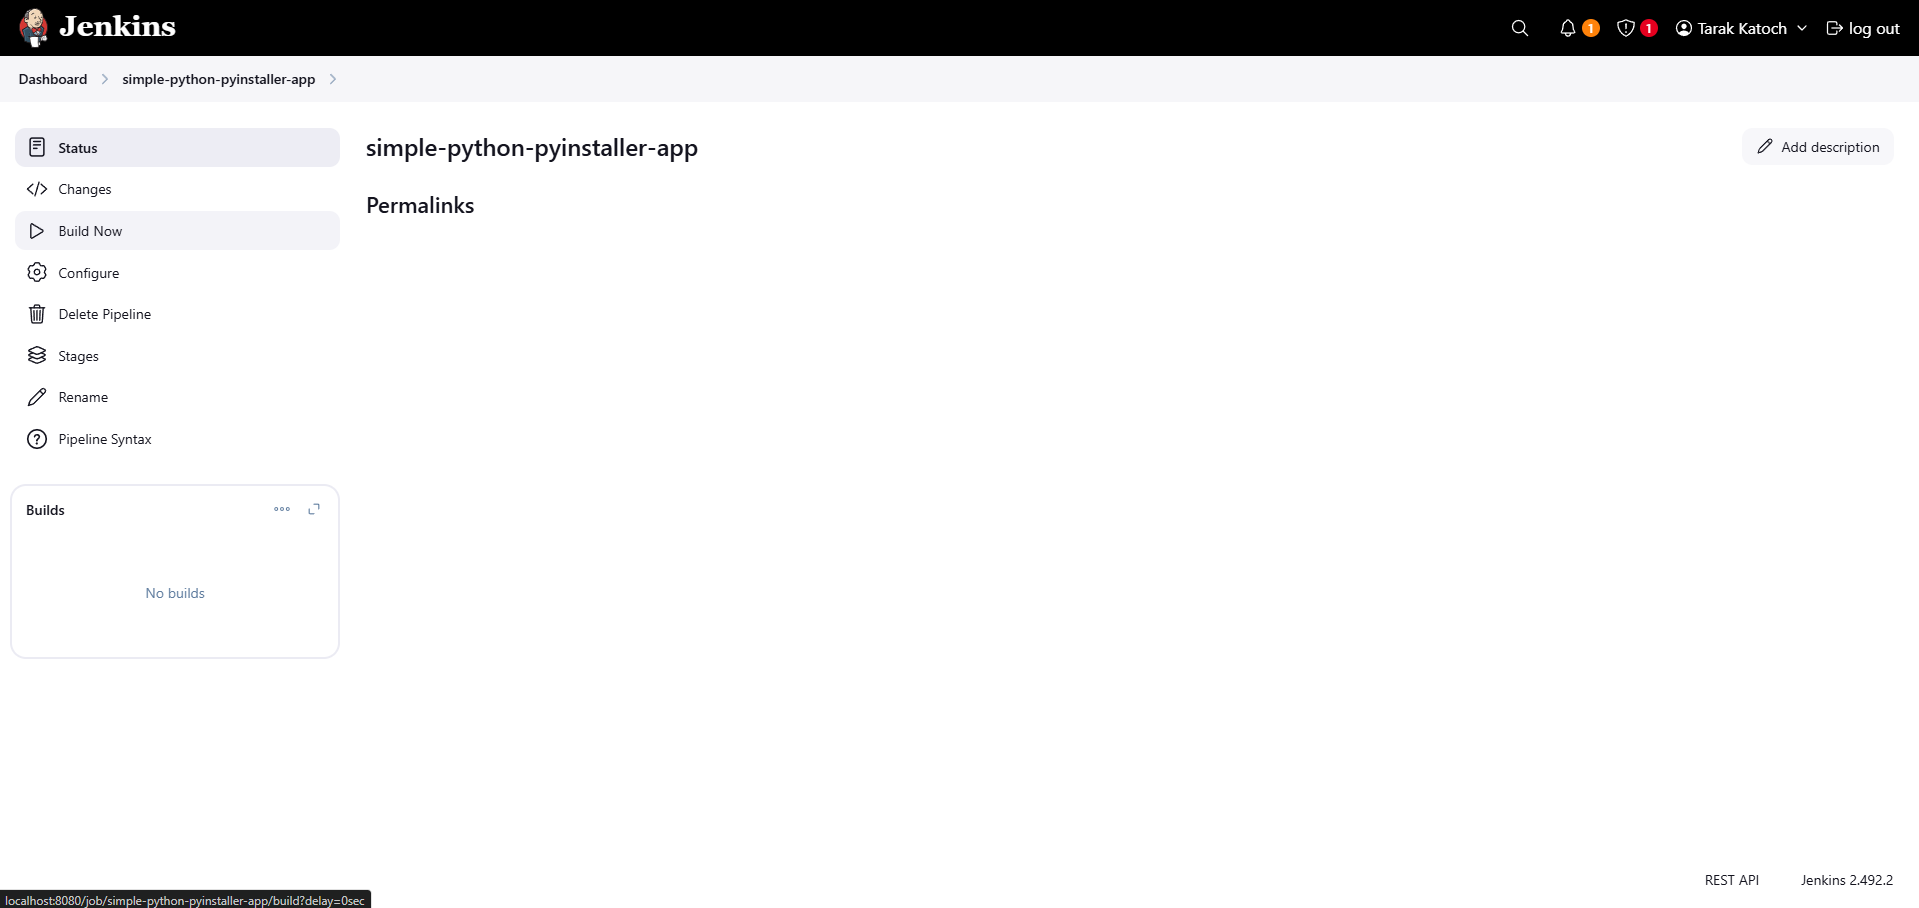 Jenkins
1
1
Tarak Katoch
log out
Dashboard
simple-python-pyinstaller-app
Status
Changes
Build Now
Configure
Delete Pipeline
Stages
Rename
Pipeline Syntax
Builds
No builds
simple-python-pyinstaller-app
Add description
Permalinks
REST API
Jenkins 2.492.2
localhost:8080/job/simple-python-pyinstaller-app/build?delay=0sec